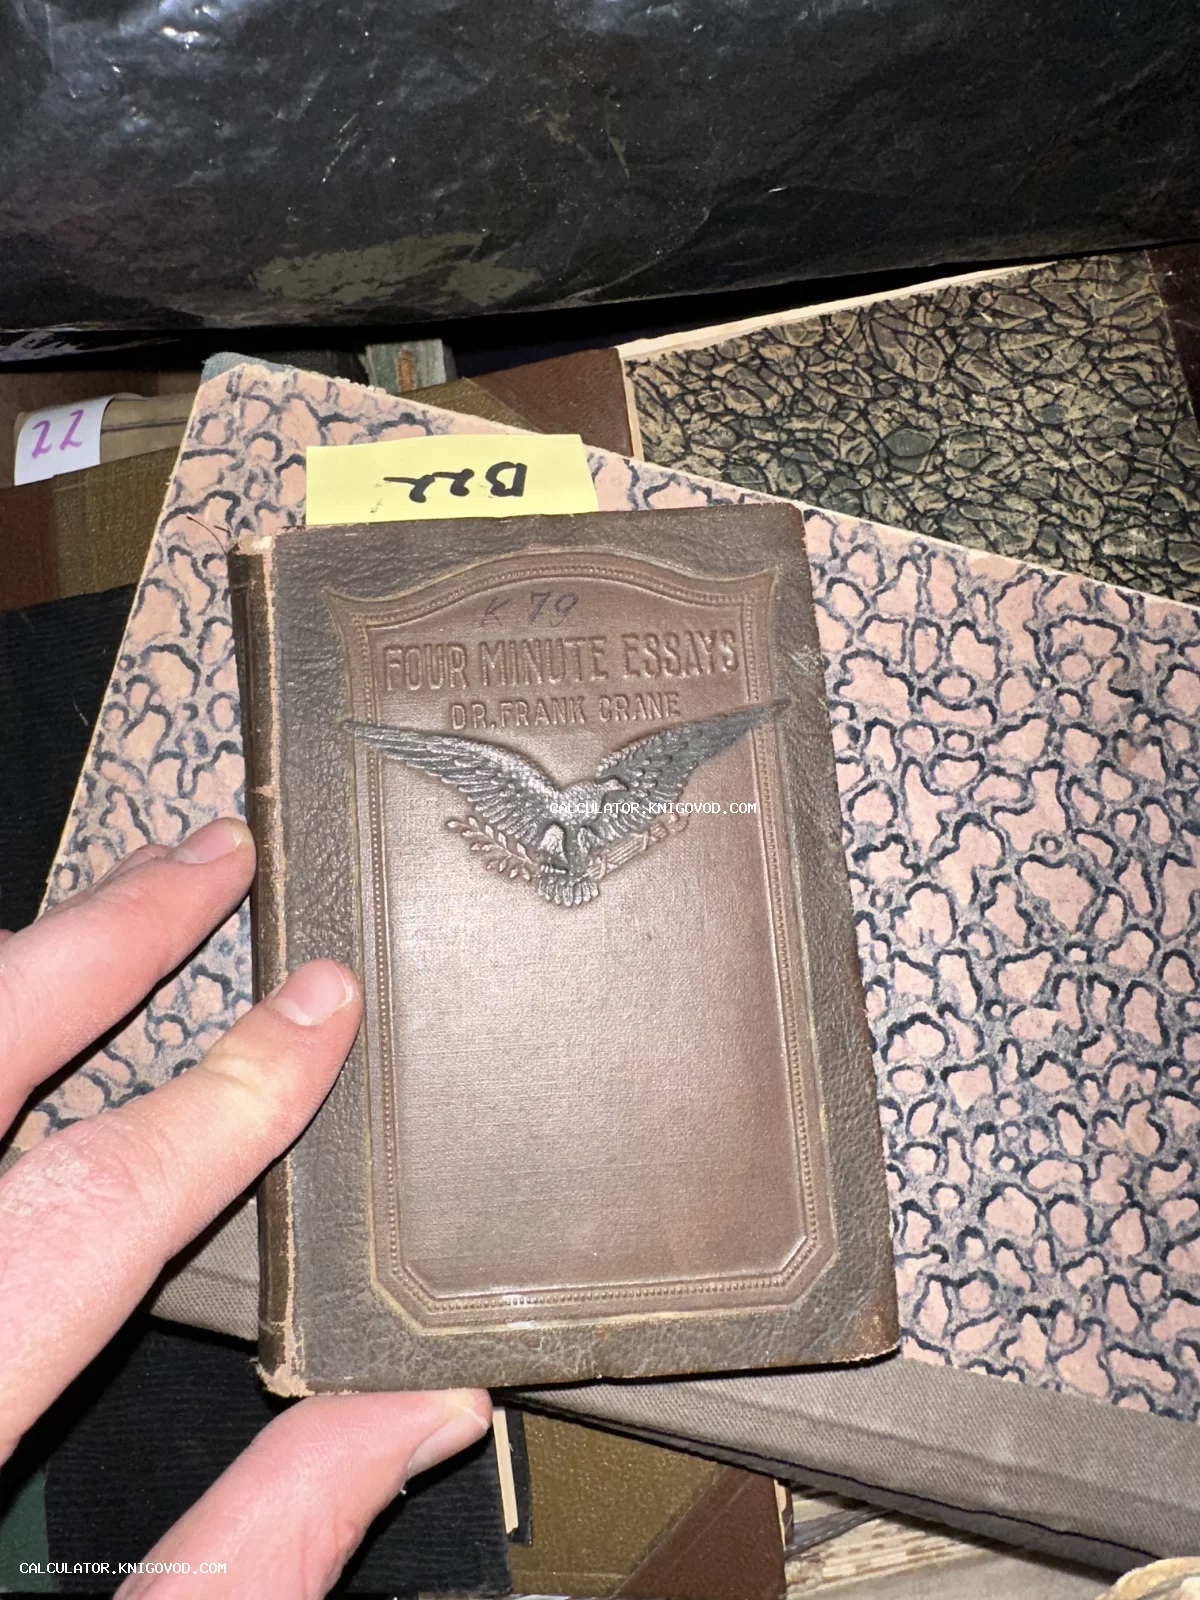 22
B22
K 79
FOUR MINUTE ESSAYS
DR. FRANK CRANE
CALCULATOR.KNIGOVOD.COM
CALCULATOR.KNIGOVOD.COM